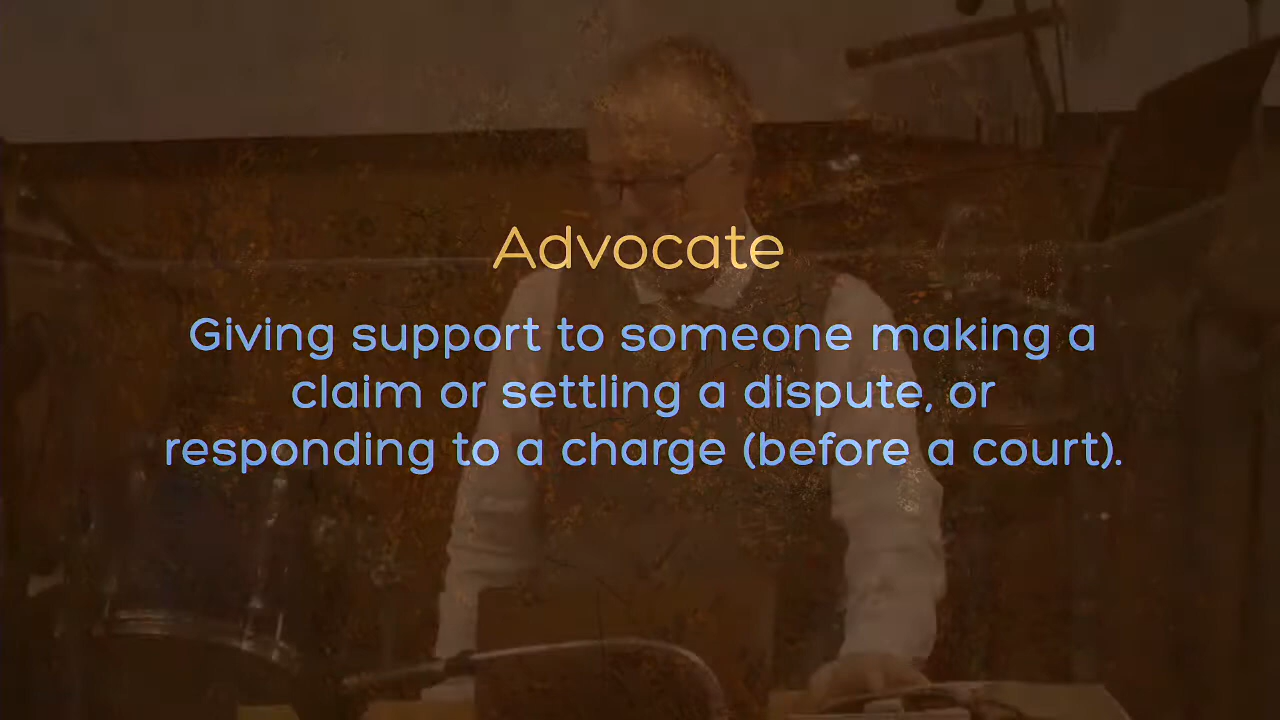 Advocate
Giving support to someone making a
claim or settling a dispute, or
responding to a charge (before a court).